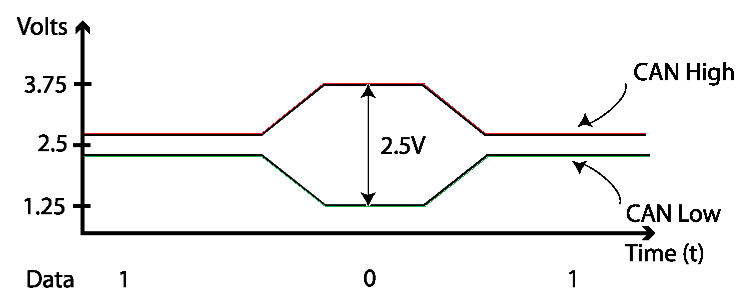 Volts
3.75
CAN High
2.5
2.5V
1.25
CAN Low
Time (t)
Data 1 0 1